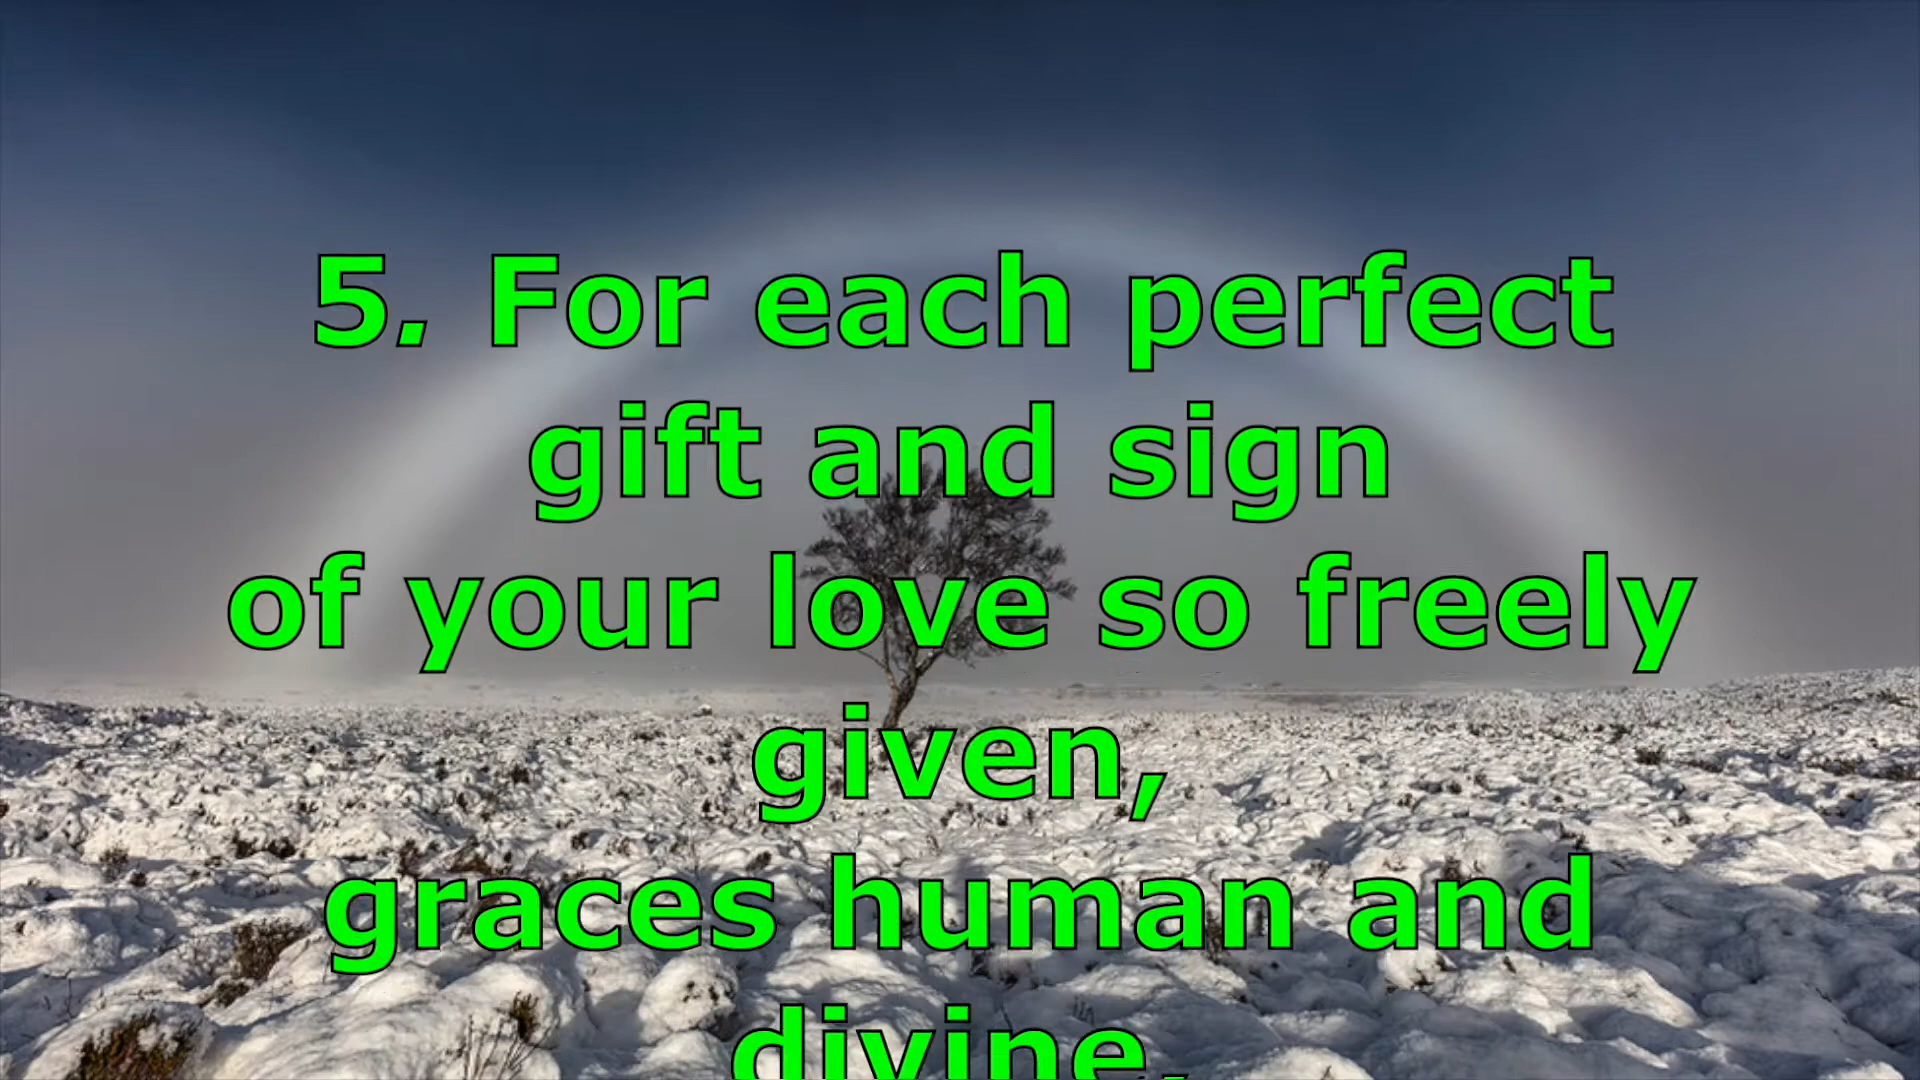 5. For each perfect
gift and sign
of your love so freely
given,
graces human and
divine,